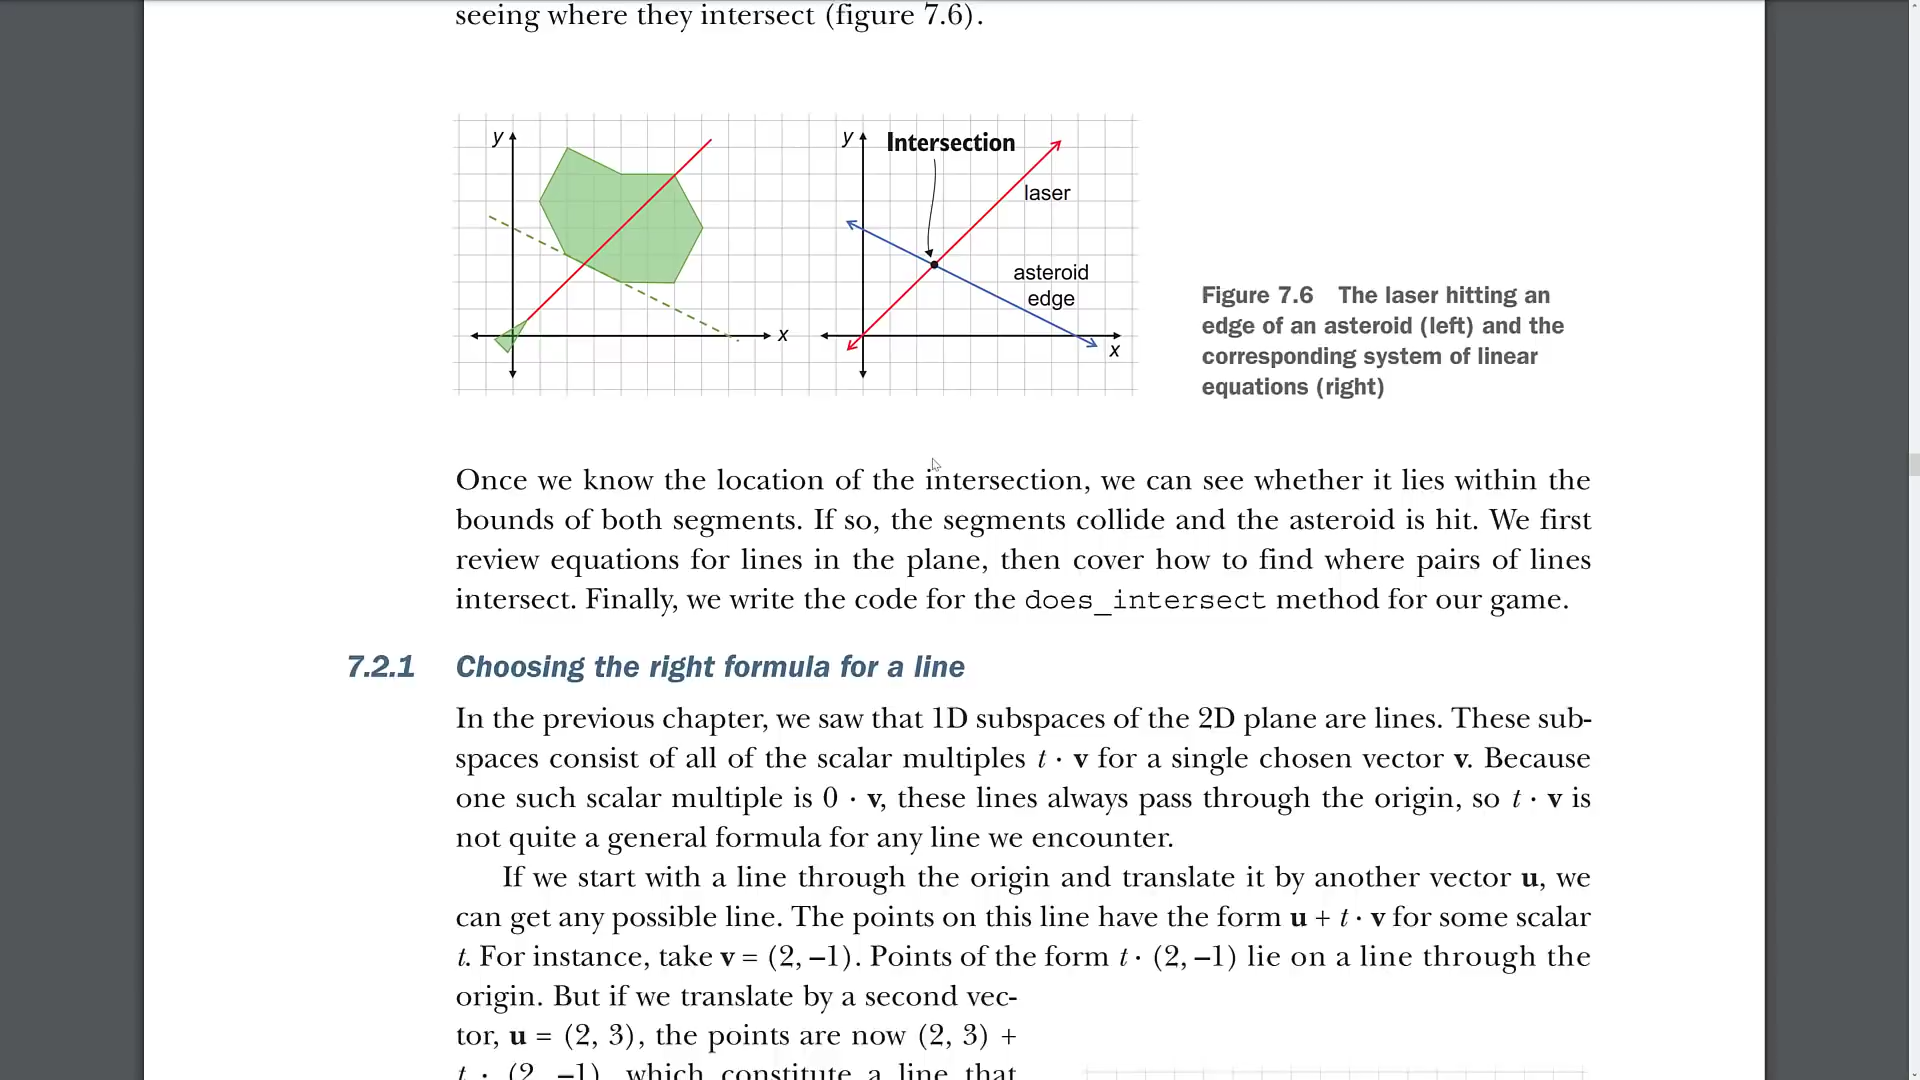 seeing where they intersect (figure 7.6).
y
x
y
Intersection
laser
asteroid
edge
x
Figure 7.6 The laser hitting an
edge of an asteroid (left) and the
corresponding system of linear
equations (right)
Once we know the location of the intersection, we can see whether it lies within the
bounds of both segments. If so, the segments collide and the asteroid is hit. We first
review equations for lines in the plane, then cover how to find where pairs of lines
intersect. Finally, we write the code for the does_intersect method for our game.
7.2.1 Choosing the right formula for a line
In the previous chapter, we saw that 1D subspaces of the 2D plane are lines. These sub-
spaces consist of all of the scalar multiples t · v for a single chosen vector v. Because
one such scalar multiple is 0 · v, these lines always pass through the origin, so t · v is
not quite a general formula for any line we encounter.
If we start with a line through the origin and translate it by another vector u, we
can get any possible line. The points on this line have the form u + t · v for some scalar
t. For instance, take v = (2, –1). Points of the form t · (2, –1) lie on a line through the
origin. But if we translate by a second vec-
tor, u = (2, 3), the points are now (2, 3) +
t · (2, –1), which constitute a line that